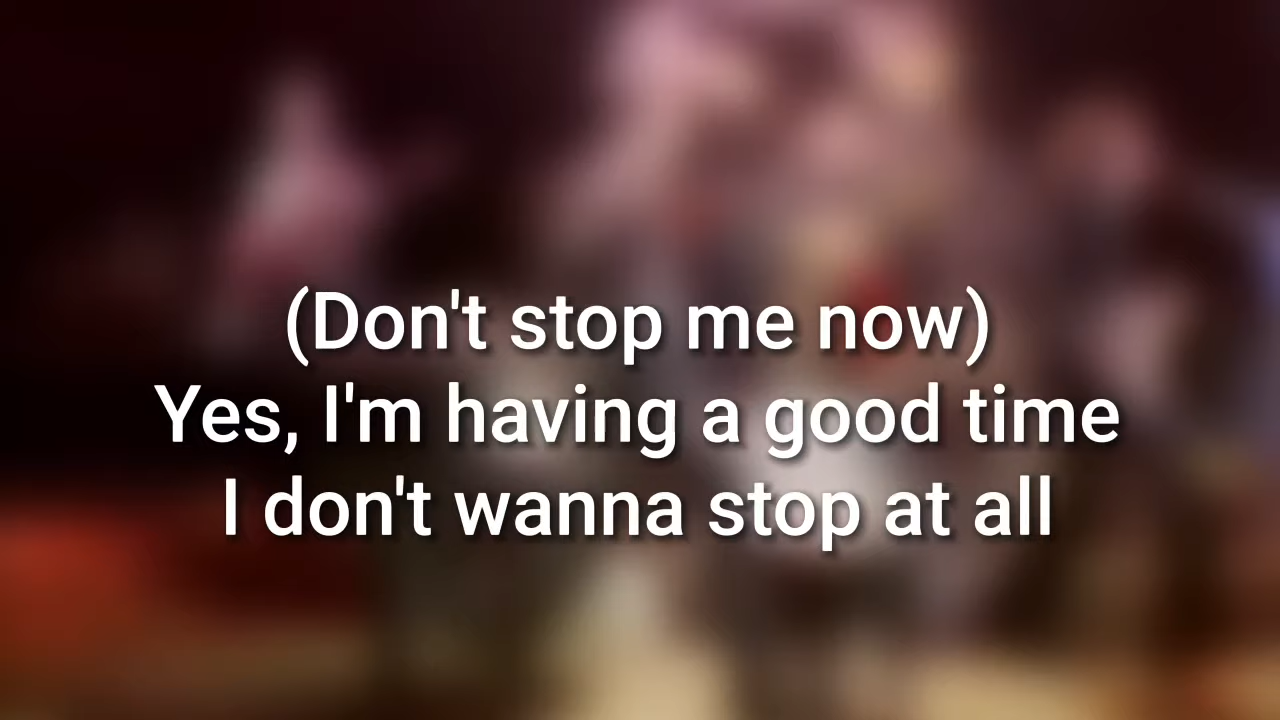 (Don't stop me now)
Yes, I'm having a good time
I don't wanna stop at all